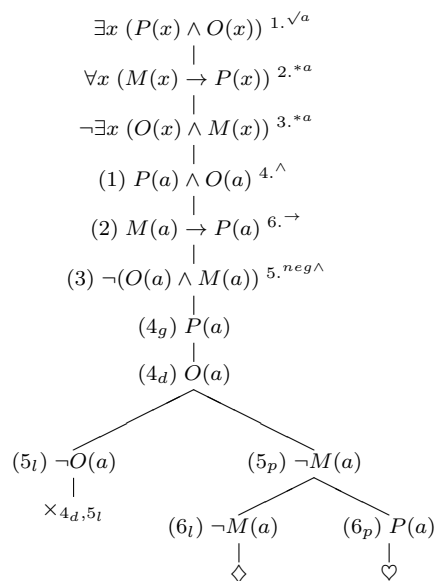 ∃x (P(x) ∧ O(x)) 1.√a
∀x (M(x) → P(x)) 2.*a
¬∃x (O(x) ∧ M(x)) 3.*a
(1) P(a) ∧ O(a) 4.∧
(2) M(a) → P(a) 6.→
(3) ¬(O(a) ∧ M(a)) 5.neg∧
(4g) P(a)
(4d) O(a)
(5l) ¬O(a) (5p) ¬M(a)
×4d,5l
(6l) ¬M(a) (6p) P(a)
♢ ♡